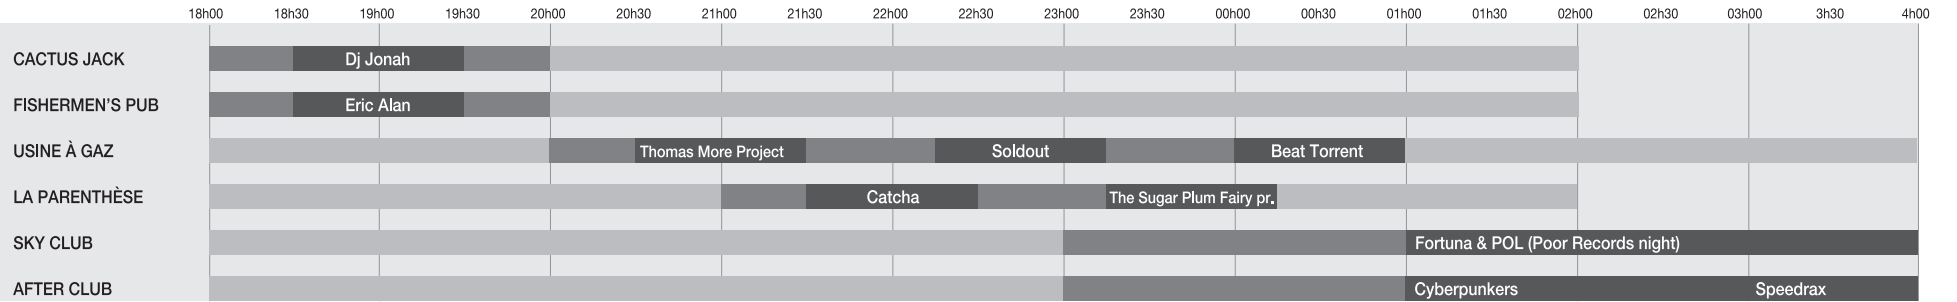 18h00 18h30 19h00 19h30 20h00 20h30 21h00 21h30 22h00 22h30 23h00 23h30 00h00 00h30 01h00 01h30 02h00 02h30 03h00 3h30 4h00
CACTUS JACK Dj Jonah
FISHERMEN'S PUB Eric Alan
USINE À GAZ Thomas More Project Soldout Beat Torrent
LA PARENTHÈSE Catcha The Sugar Plum Fairy pr.
SKY CLUB Fortuna & POL (Poor Records night)
AFTER CLUB Cyberpunkers Speedrax